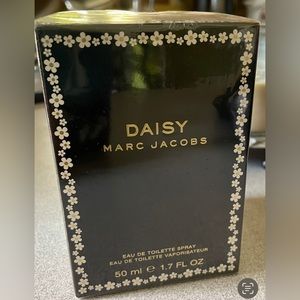 DAISY
MARC JACOBS
EAU DE TOILETTE SPRAY
EAU DE TOILETTE VAPORISATEUR
50 ml ℮ 1.7 FL OZ